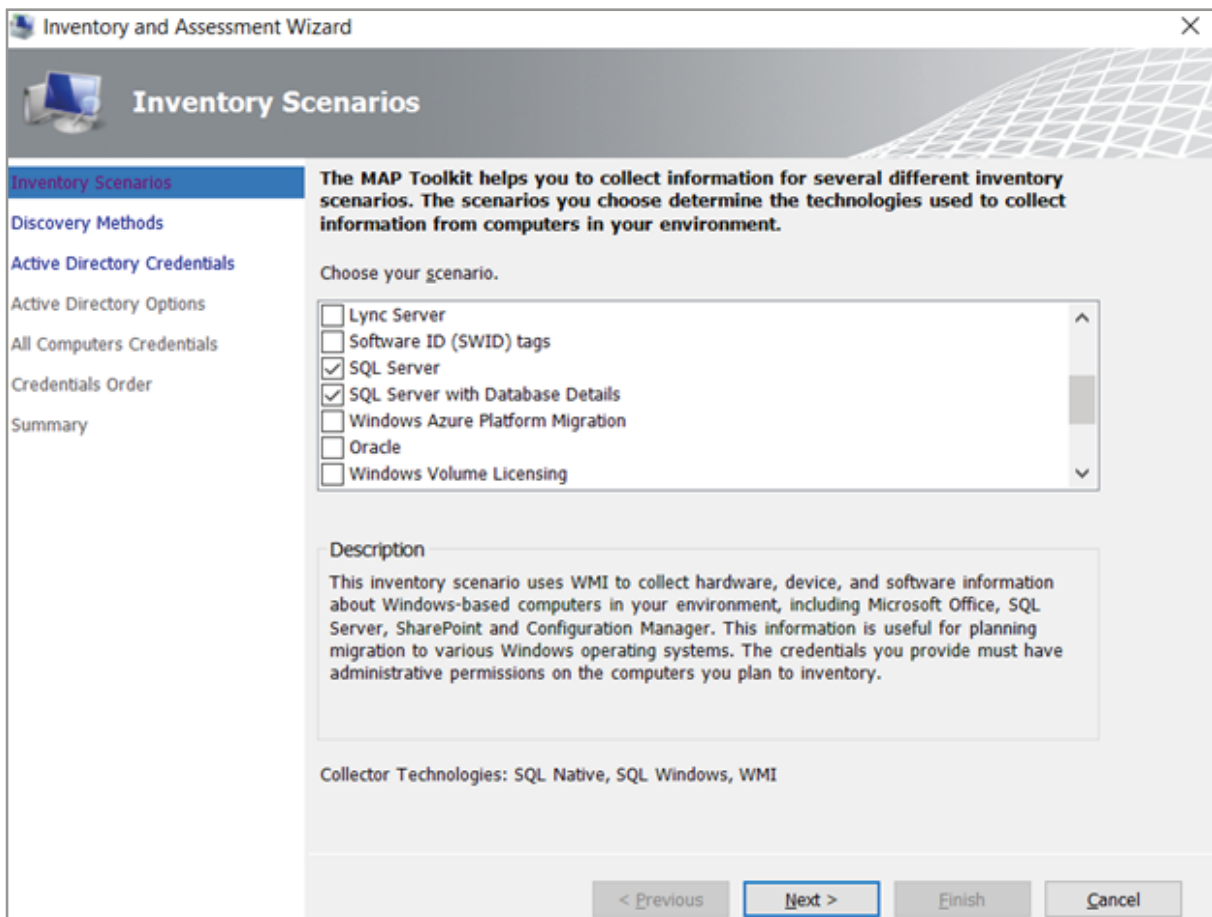 Inventory and Assessment Wizard
Inventory Scenarios
Inventory Scenarios
Discovery Methods
Active Directory Credentials
Active Directory Options
All Computers Credentials
Credentials Order
Summary
The MAP Toolkit helps you to collect information for several different inventory
scenarios. The scenarios you choose determine the technologies used to collect
information from computers in your environment.
Choose your scenario.
Lync Server
Software ID (SWID) tags
SQL Server
SQL Server with Database Details
Windows Azure Platform Migration
Oracle
Windows Volume Licensing
Description
This inventory scenario uses WMI to collect hardware, device, and software information
about Windows-based computers in your environment, including Microsoft Office, SQL
Server, SharePoint and Configuration Manager. This information is useful for planning
migration to various Windows operating systems. The credentials you provide must have
administrative permissions on the computers you plan to inventory.
Collector Technologies: SQL Native, SQL Windows, WMI
< Previous
Next >
Finish
Cancel